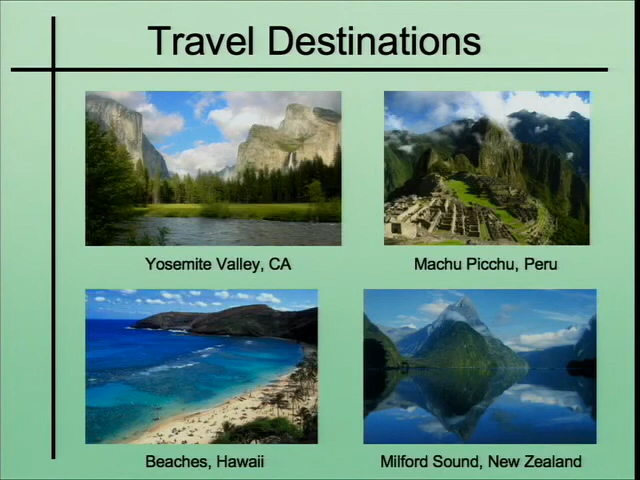 Travel Destinations
Yosemite Valley, CA
Machu Picchu, Peru
Beaches, Hawaii
Milford Sound, New Zealand